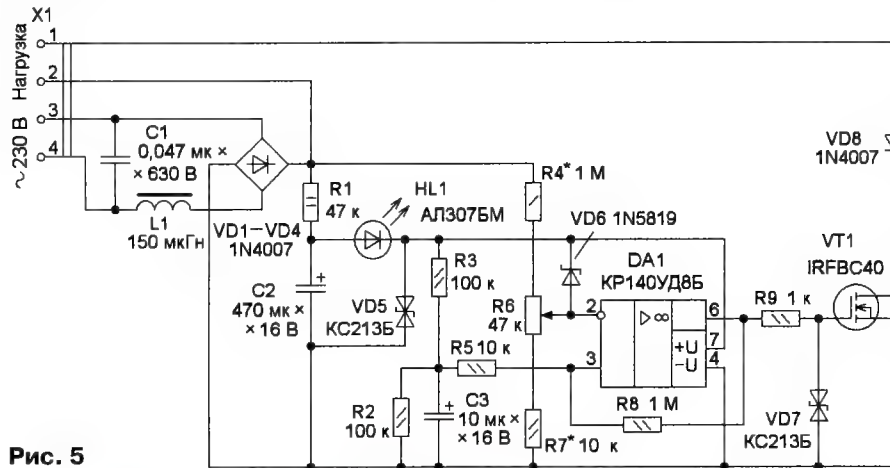 X1
1
2
3
4
Нагрузка
~230 В
C1
0,047 мк ×
× 630 В
L1
150 мкГн
VD1–VD4
1N4007
R1
47 к
HL1
АЛ307БМ
C2
470 мк ×
× 16 В
VD5
КС213Б
R3
100 к
R4* 1 М
VD6 1N5819
R6
47 к
DA1
КР140УД8Б
2
3
▷∞
+U
–U
6
7
4
R5 10 к
R2
100 к
C3
10 мк ×
× 16 В
R7* 10 к
R8 1 М
R9 1 к
VD7
КС213Б
VD8
1N4007
VT1
IRFBC40
Рис. 5